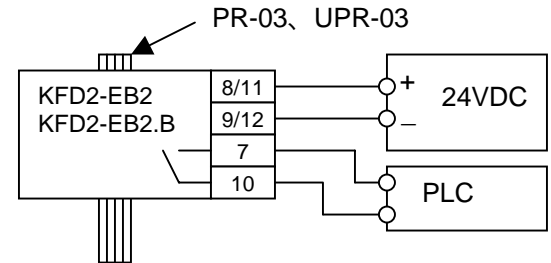 PR-03、UPR-03
KFD2-EB2
KFD2-EB2.B
8/11
9/12
7
10
+
−
24VDC
PLC